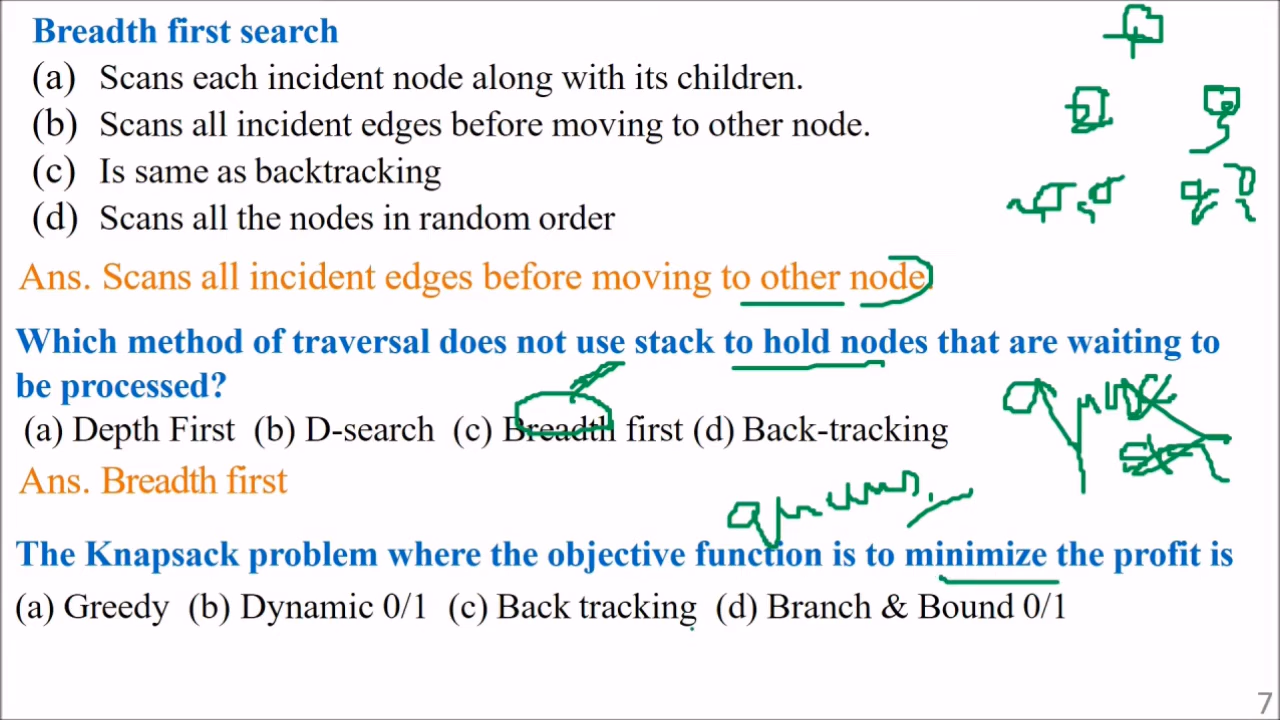 Breadth first search
(a) Scans each incident node along with its children.
(b) Scans all incident edges before moving to other node.
(c) Is same as backtracking
(d) Scans all the nodes in random order
Ans. Scans all incident edges before moving to other node.
Which method of traversal does not use stack to hold nodes that are waiting to
be processed?
(a) Depth First (b) D-search (c) Breadth first (d) Back-tracking
Ans. Breadth first
The Knapsack problem where the objective function is to minimize the profit is
(a) Greedy (b) Dynamic 0/1 (c) Back tracking (d) Branch & Bound 0/1
7